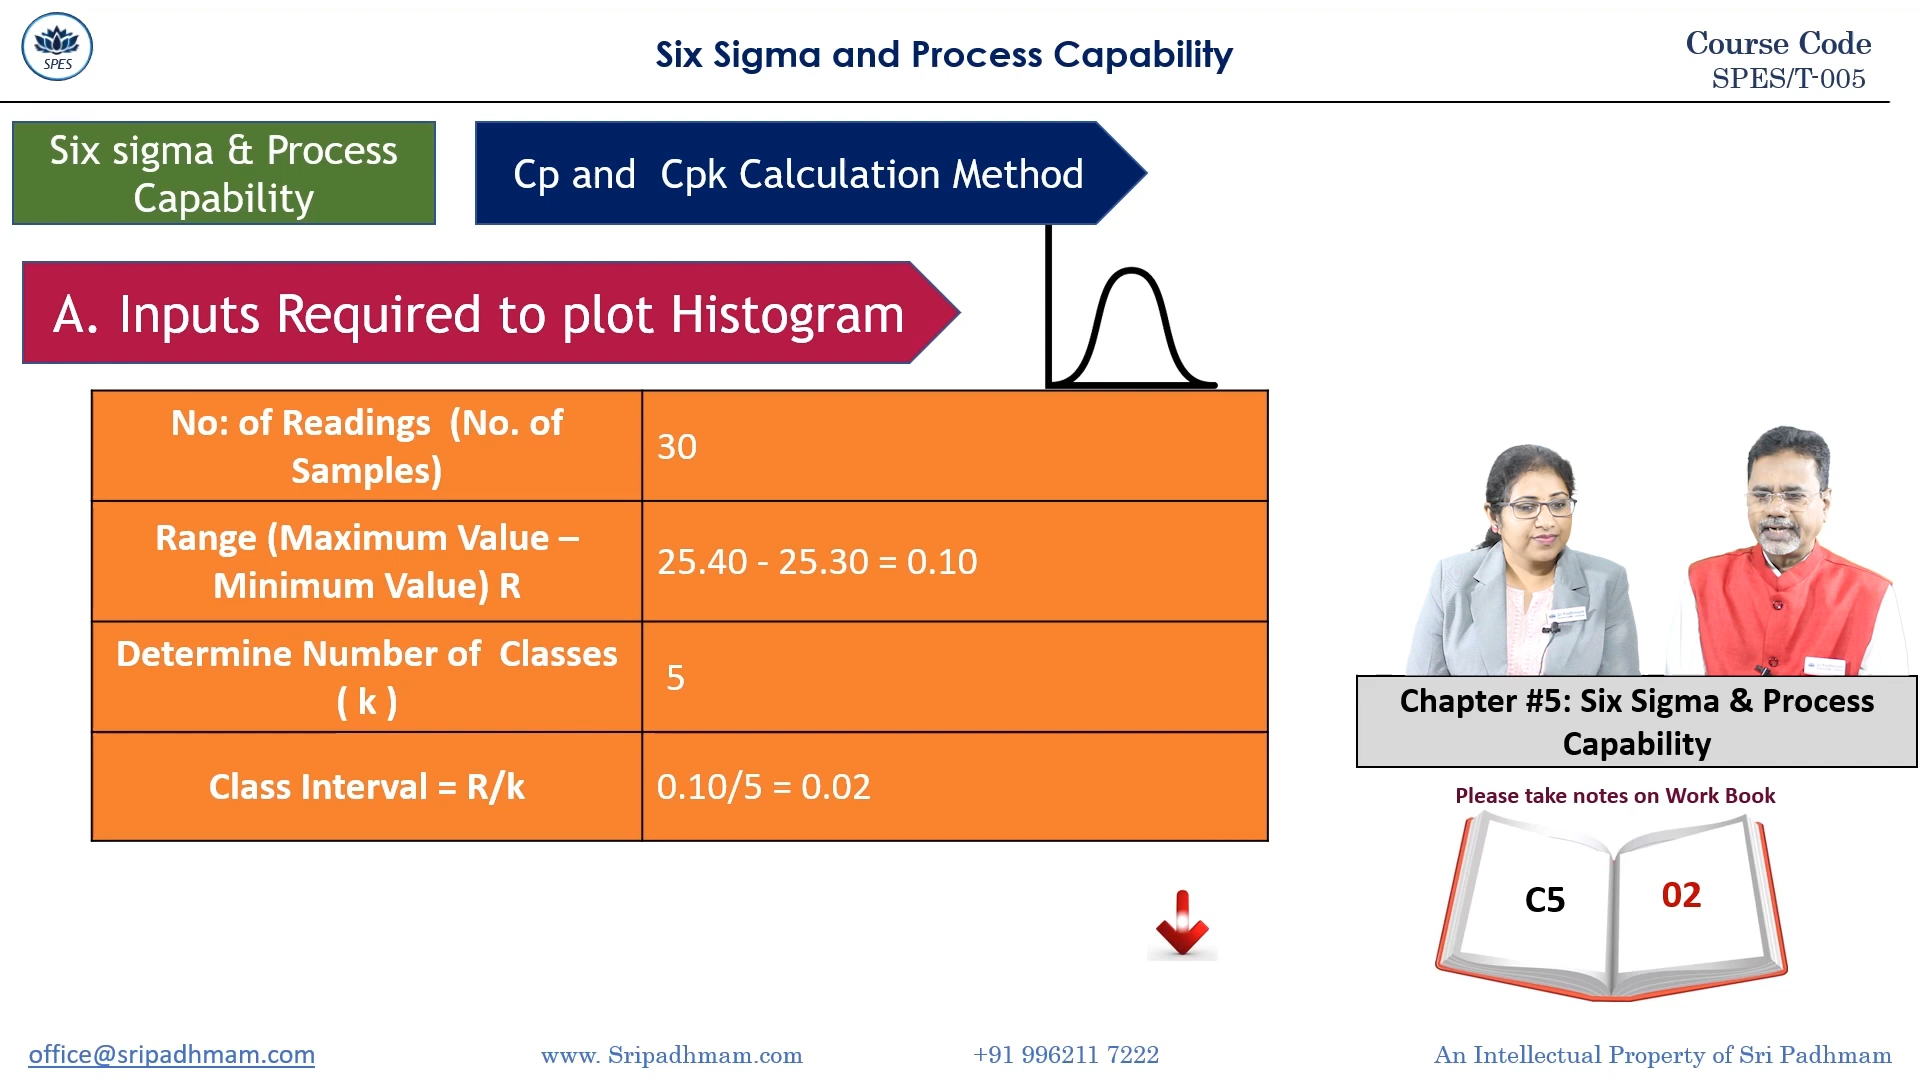 SPES
Six Sigma and Process Capability
Course Code
SPES/T-005
Six sigma & Process
Capability
Cp and  Cpk Calculation Method
A. Inputs Required to plot Histogram
No: of Readings  (No. of
Samples)
30
Range (Maximum Value –
Minimum Value) R
25.40 - 25.30 = 0.10
Determine Number of  Classes
( k )
5
Class Interval = R/k
0.10/5 = 0.02
Chapter #5: Six Sigma & Process
Capability
Please take notes on Work Book
C5
02
office@sripadhmam.com
www. Sripadhmam.com
+91 996211 7222
An Intellectual Property of Sri Padhmam